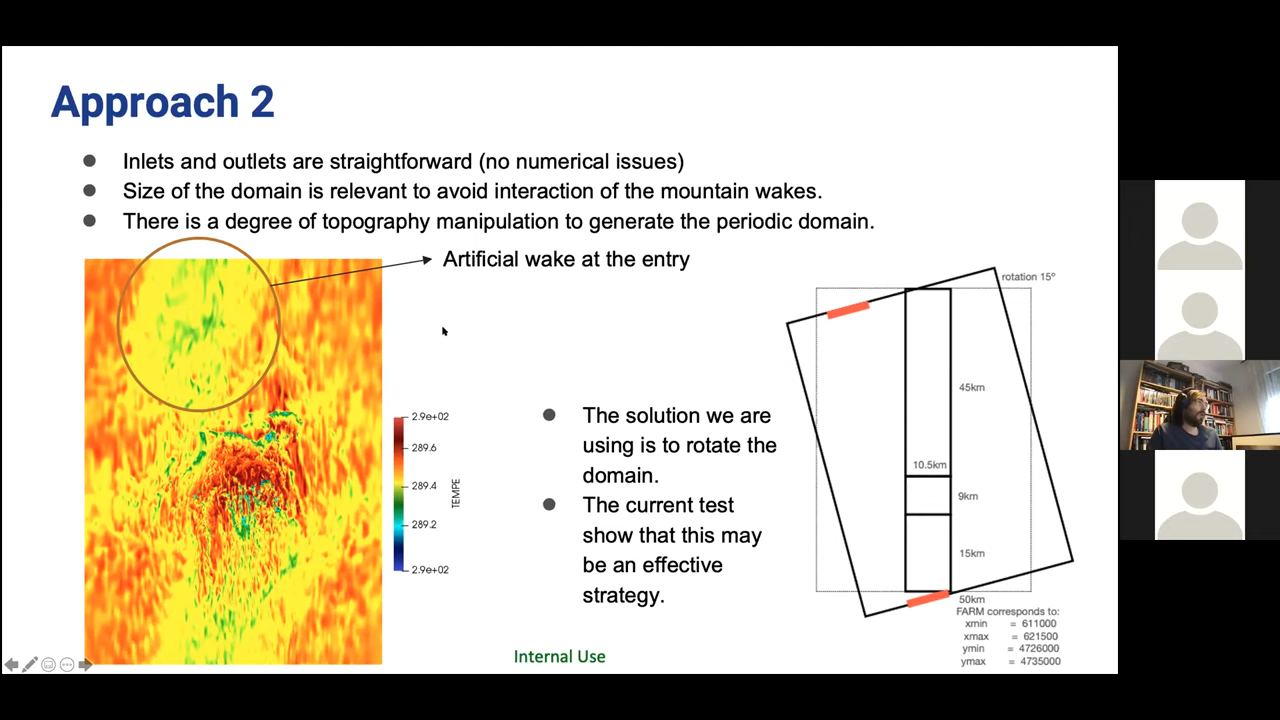 Approach 2
Inlets and outlets are straightforward (no numerical issues)
Size of the domain is relevant to avoid interaction of the mountain wakes.
There is a degree of topography manipulation to generate the periodic domain.
Artificial wake at the entry
2.9e+02
289.6
289.4
289.2
2.9e+02
TEMPE
The solution we are
using is to rotate the
domain.
The current test
show that this may
be an effective
strategy.
rotation 15º
45km
10.5km
9km
15km
50km
FARM corresponds to:
xmin = 611000
xmax = 621500
ymin = 4726000
ymax = 4735000
Internal Use